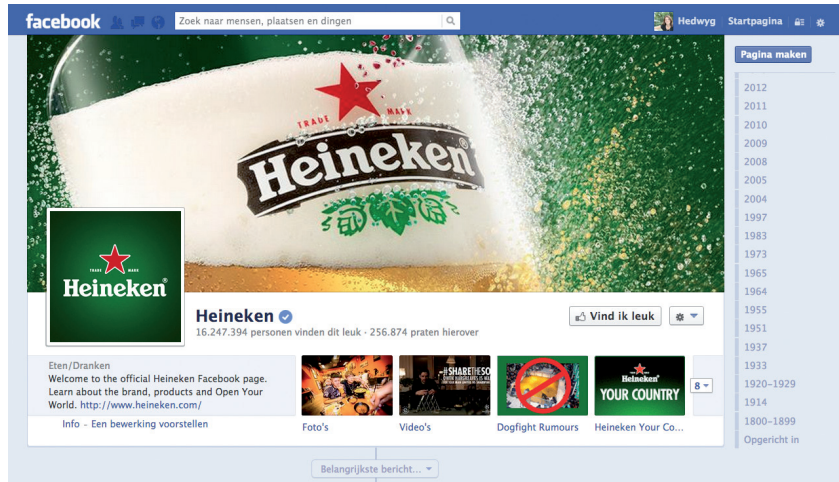 facebook
Zoek naar mensen, plaatsen en dingen
Hedwyg
Startpagina
TRADE MARK
Heineken
Pagina maken
2012
2011
2010
2009
2008
2005
2004
1997
1983
1973
1965
1964
1955
1951
1937
1933
1920–1929
1914
1800–1899
Opgericht in
TRADE MARK
Heineken
Heineken
16.247.394 personen vinden dit leuk · 256.874 praten hierover
Vind ik leuk
Eten/Dranken
Welcome to the official Heineken Facebook page.
Learn about the brand, products and Open Your
World. http://www.heineken.com/
Info - Een bewerking voorstellen
Foto's
#SHARETHESO
Video's
Dogfight Rumours
Heineken
YOUR COUNTRY
Heineken Your Co...
8
Belangrijkste bericht...